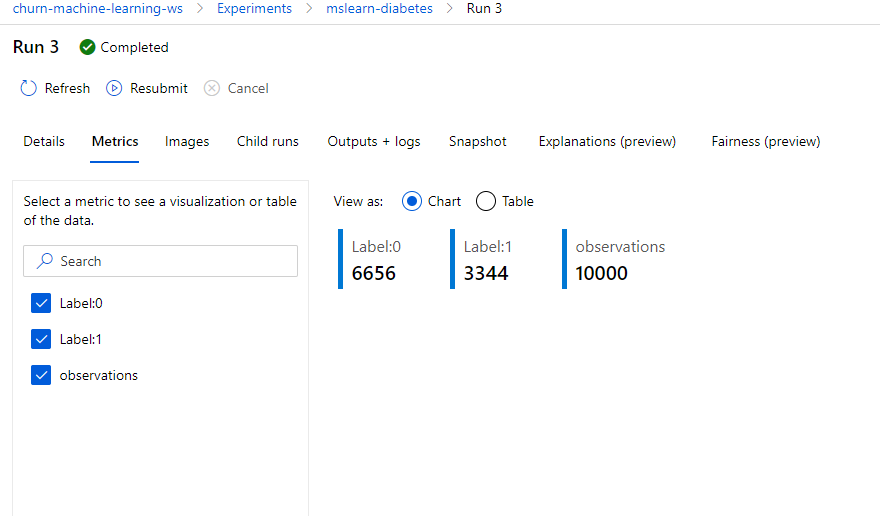 churn-machine-learning-ws > Experiments > mslearn-diabetes > Run 3
Run 3 Completed
Refresh Resubmit Cancel
Details Metrics Images Child runs Outputs + logs Snapshot Explanations (preview) Fairness (preview)
Select a metric to see a visualization or table
of the data.
Search
Label:0
Label:1
observations
View as: Chart Table
Label:0 Label:1 observations
6656 3344 10000